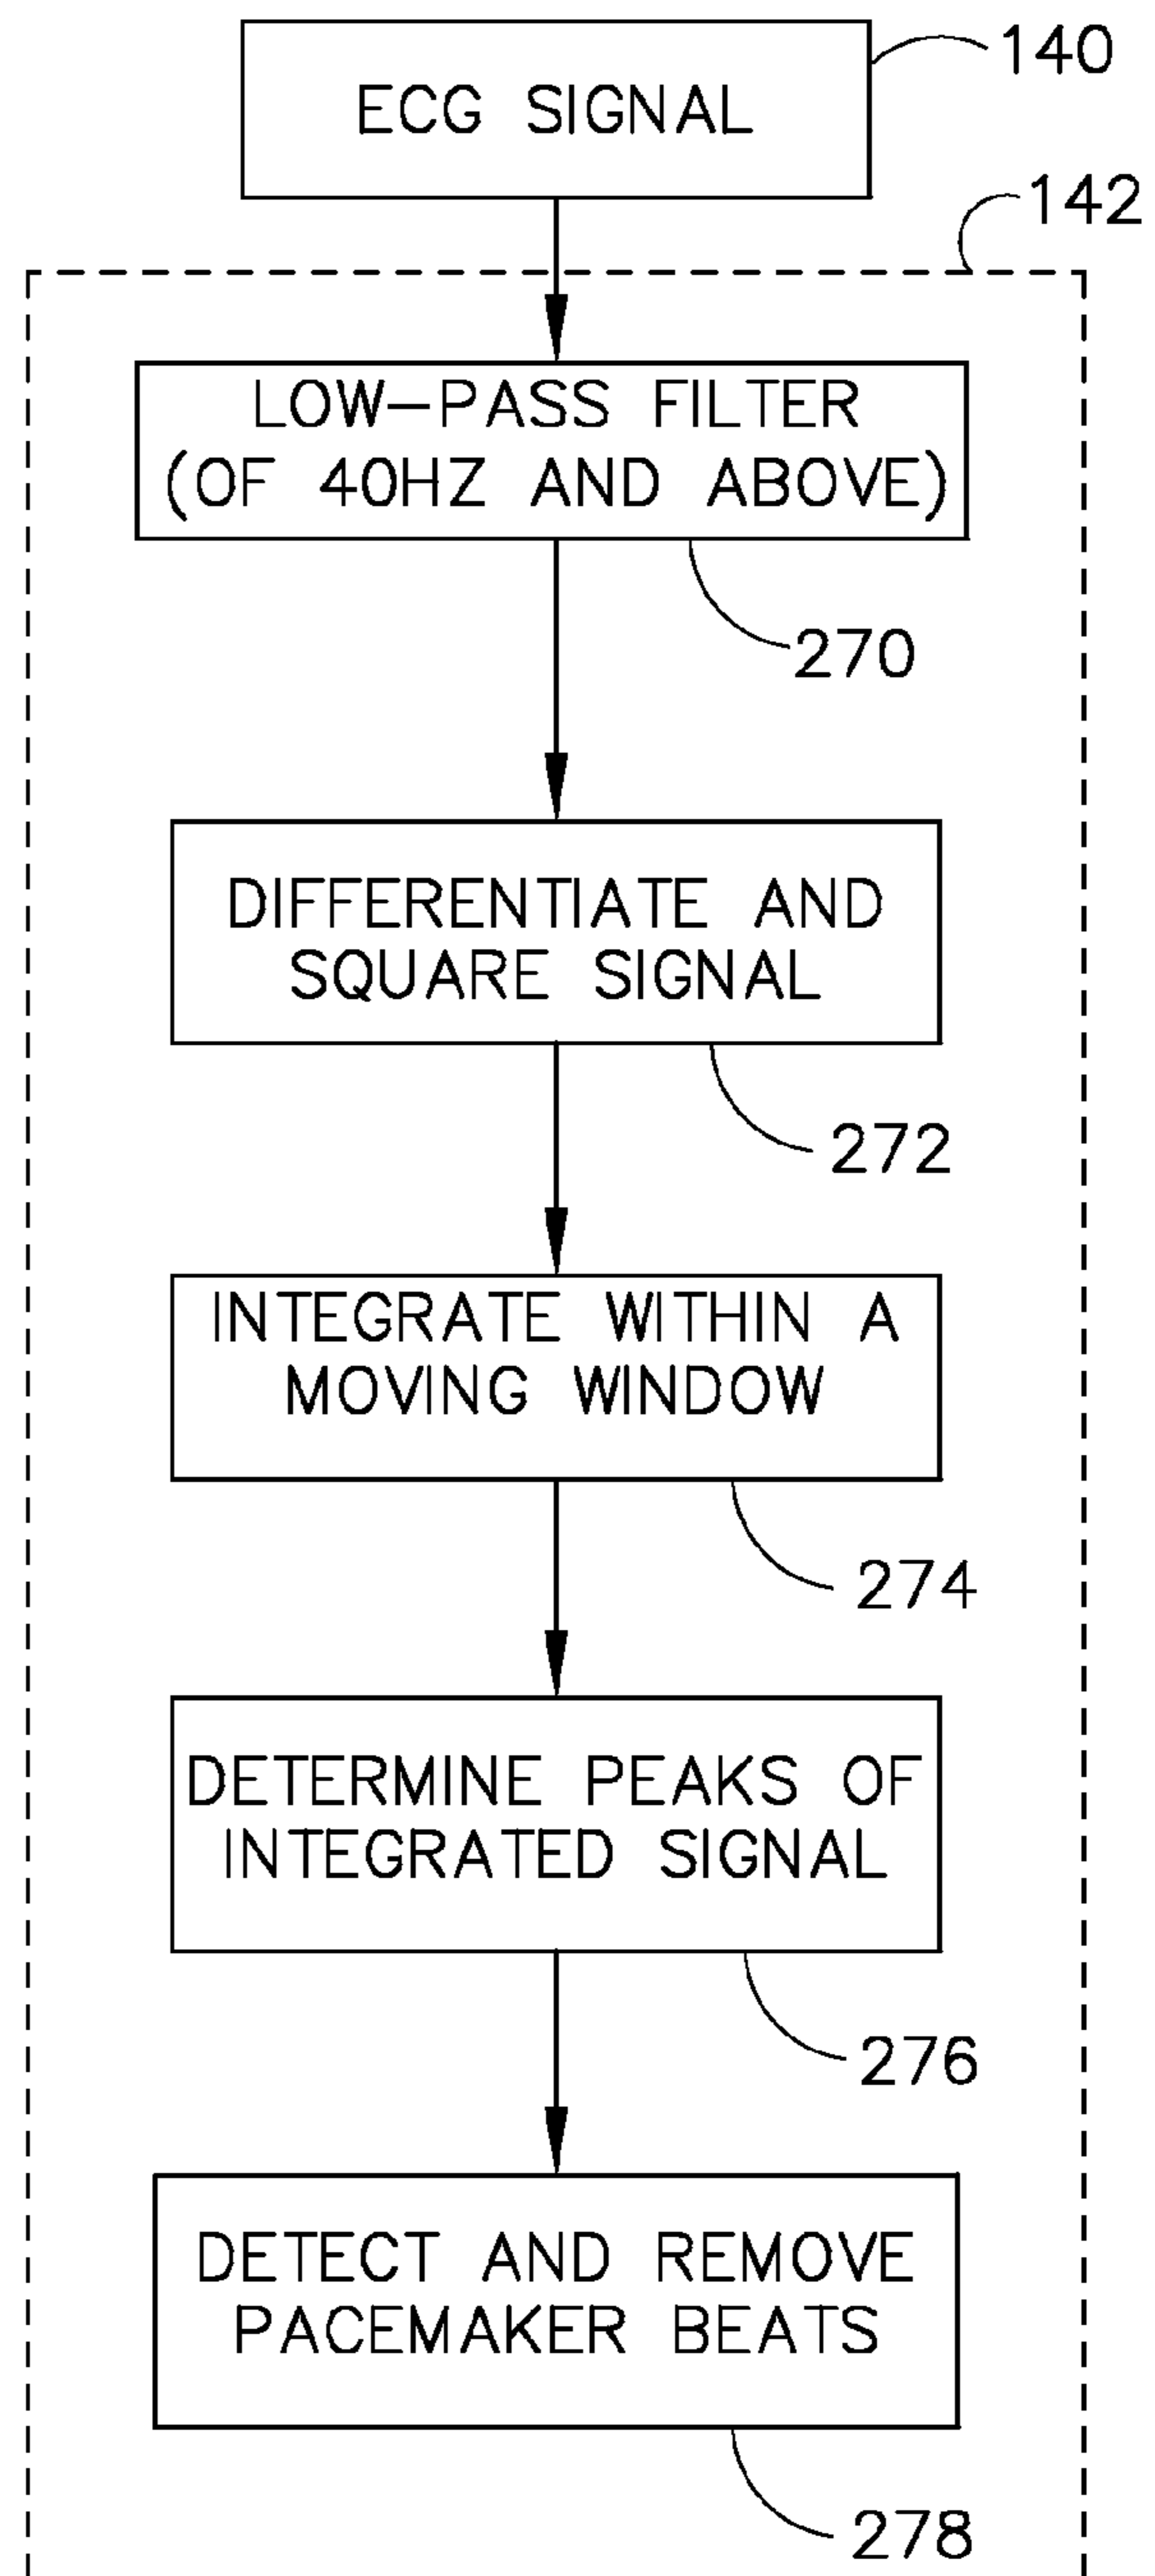 ECG SIGNAL
140
142
LOW-PASS FILTER
(OF 40HZ AND ABOVE)
270
DIFFERENTIATE AND
SQUARE SIGNAL
272
INTEGRATE WITHIN A
MOVING WINDOW
274
DETERMINE PEAKS OF
INTEGRATED SIGNAL
276
DETECT AND REMOVE
PACEMAKER BEATS
278